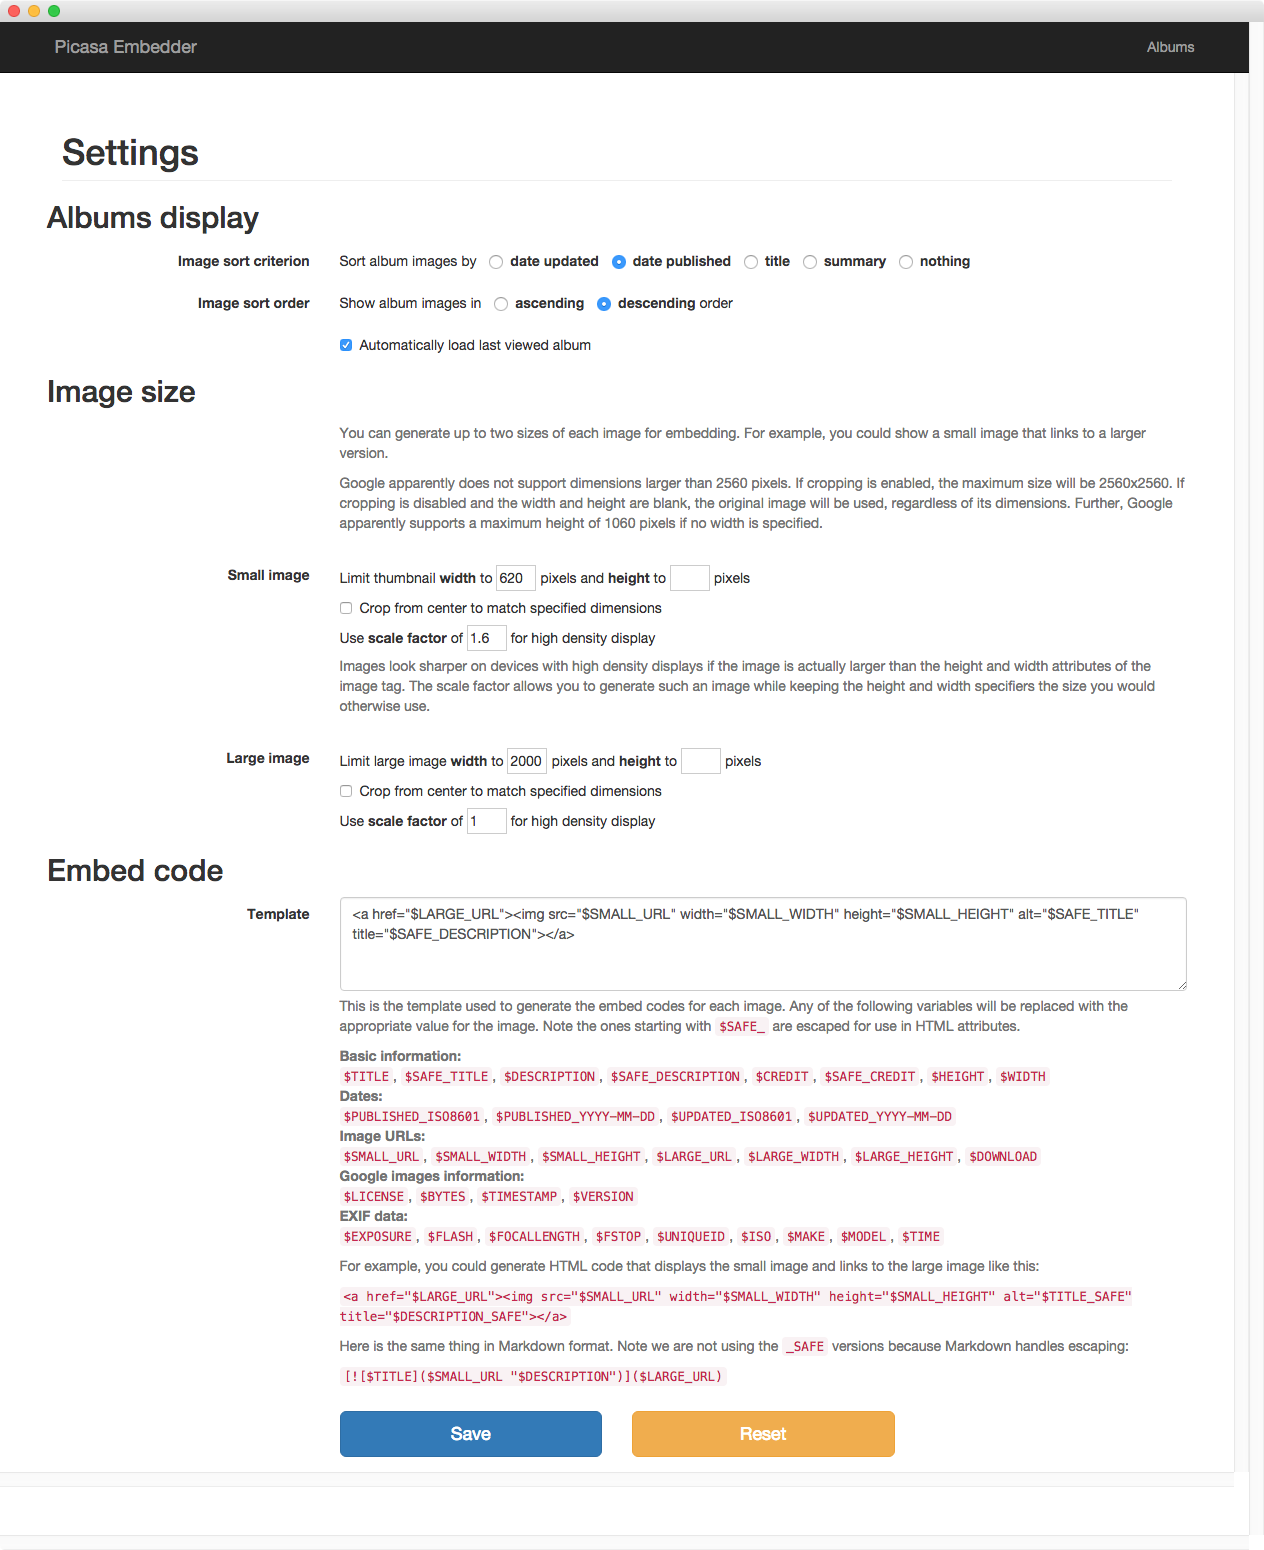 Picasa Embedder Albums
Settings
Albums display
Image sort criterion Sort album images by date updated date published title summary nothing
Image sort order Show album images in ascending descending order
Automatically load last viewed album
Image size
You can generate up to two sizes of each image for embedding. For example, you could show a small image that links to a larger
version.
Google apparently does not support dimensions larger than 2560 pixels. If cropping is enabled, the maximum size will be 2560x2560. If
cropping is disabled and the width and height are blank, the original image will be used, regardless of its dimensions. Further, Google
apparently supports a maximum height of 1060 pixels if no width is specified.
Small image Limit thumbnail width to 620 pixels and height to pixels
Crop from center to match specified dimensions
Use scale factor of 1.6 for high density display
Images look sharper on devices with high density displays if the image is actually larger than the height and width attributes of the
image tag. The scale factor allows you to generate such an image while keeping the height and width specifiers the size you would
otherwise use.
Large image Limit large image width to 2000 pixels and height to pixels
Crop from center to match specified dimensions
Use scale factor of 1 for high density display
Embed code
Template <a href="$LARGE_URL"><img src="$SMALL_URL" width="$SMALL_WIDTH" height="$SMALL_HEIGHT" alt="$SAFE_TITLE"
title="$SAFE_DESCRIPTION"></a>
This is the template used to generate the embed codes for each image. Any of the following variables will be replaced with the
appropriate value for the image. Note the ones starting with $SAFE_ are escaped for use in HTML attributes.
Basic information:
$TITLE, $SAFE_TITLE, $DESCRIPTION, $SAFE_DESCRIPTION, $CREDIT, $SAFE_CREDIT, $HEIGHT, $WIDTH
Dates:
$PUBLISHED_ISO8601, $PUBLISHED_YYYY-MM-DD, $UPDATED_ISO8601, $UPDATED_YYYY-MM-DD
Image URLs:
$SMALL_URL, $SMALL_WIDTH, $SMALL_HEIGHT, $LARGE_URL, $LARGE_WIDTH, $LARGE_HEIGHT, $DOWNLOAD
Google images information:
$LICENSE, $BYTES, $TIMESTAMP, $VERSION
EXIF data:
$EXPOSURE, $FLASH, $FOCALLENGTH, $FSTOP, $UNIQUEID, $ISO, $MAKE, $MODEL, $TIME
For example, you could generate HTML code that displays the small image and links to the large image like this:
<a href="$LARGE_URL"><img src="$SMALL_URL" width="$SMALL_WIDTH" height="$SMALL_HEIGHT" alt="$TITLE_SAFE"
title="$DESCRIPTION_SAFE"></a>
Here is the same thing in Markdown format. Note we are not using the _SAFE versions because Markdown handles escaping:
[![$TITLE]($SMALL_URL "$DESCRIPTION")]($LARGE_URL)
Save Reset